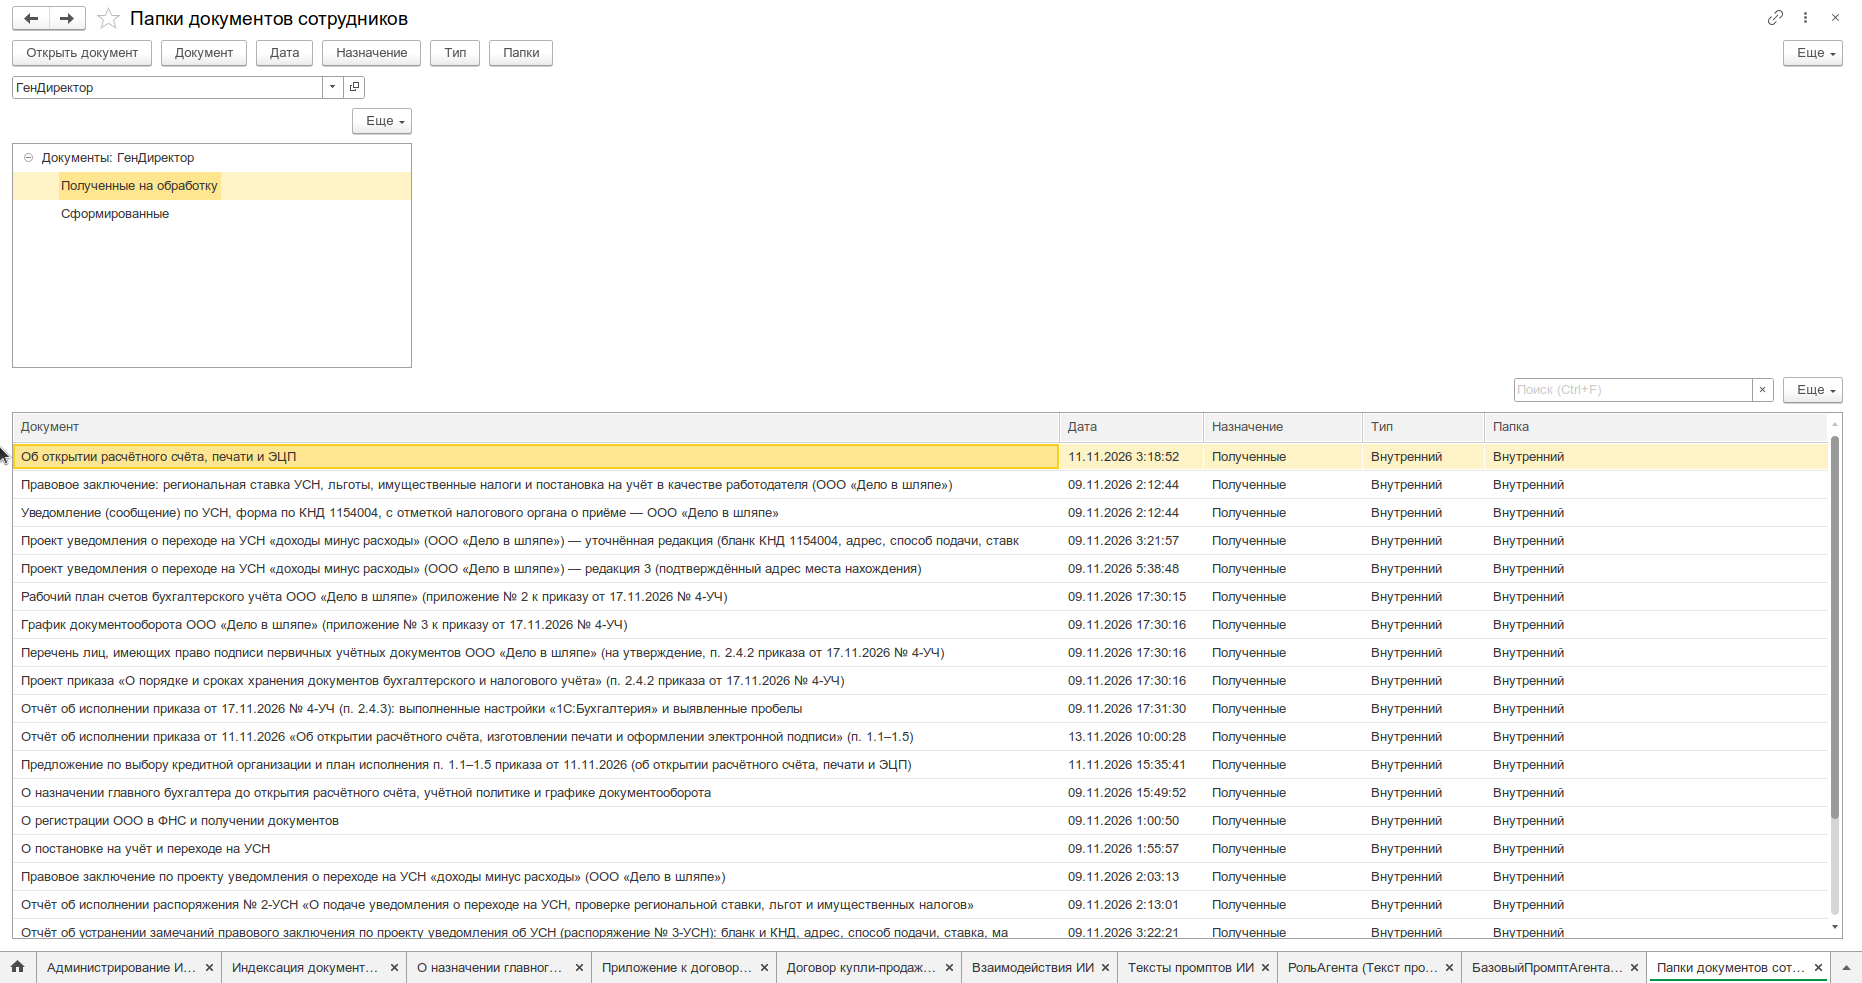 Папки документов сотрудников
Открыть документ Документ Дата Назначение Тип Папки Еще
ГенДиректор
Еще
Документы: ГенДиректор
Полученные на обработку
Сформированные
Поиск (Ctrl+F) Еще
Документ Дата Назначение Тип Папка
Об открытии расчётного счёта, печати и ЭЦП 11.11.2026 3:18:52 Полученные Внутренний Внутренний
Правовое заключение: региональная ставка УСН, льготы, имущественные налоги и постановка на учёт в качестве работодателя (ООО «Дело в шляпе») 09.11.2026 2:12:44 Полученные Внутренний Внутренний
Уведомление (сообщение) по УСН, форма по КНД 1154004, с отметкой налогового органа о приёме — ООО «Дело в шляпе» 09.11.2026 2:12:44 Полученные Внутренний Внутренний
Проект уведомления о переходе на УСН «доходы минус расходы» (ООО «Дело в шляпе») — уточнённая редакция (бланк КНД 1154004, адрес, способ подачи, ставк 09.11.2026 3:21:57 Полученные Внутренний Внутренний
Проект уведомления о переходе на УСН «доходы минус расходы» (ООО «Дело в шляпе») — редакция 3 (подтверждённый адрес места нахождения) 09.11.2026 5:38:48 Полученные Внутренний Внутренний
Рабочий план счетов бухгалтерского учёта ООО «Дело в шляпе» (приложение № 2 к приказу от 17.11.2026 № 4-УЧ) 09.11.2026 17:30:15 Полученные Внутренний Внутренний
График документооборота ООО «Дело в шляпе» (приложение № 3 к приказу от 17.11.2026 № 4-УЧ) 09.11.2026 17:30:16 Полученные Внутренний Внутренний
Перечень лиц, имеющих право подписи первичных учётных документов ООО «Дело в шляпе» (на утверждение, п. 2.4.2 приказа от 17.11.2026 № 4-УЧ) 09.11.2026 17:30:16 Полученные Внутренний Внутренний
Проект приказа «О порядке и сроках хранения документов бухгалтерского и налогового учёта» (п. 2.4.2 приказа от 17.11.2026 № 4-УЧ) 09.11.2026 17:30:16 Полученные Внутренний Внутренний
Отчёт об исполнении приказа от 17.11.2026 № 4-УЧ (п. 2.4.3): выполненные настройки «1С:Бухгалтерия» и выявленные пробелы 09.11.2026 17:31:30 Полученные Внутренний Внутренний
Отчёт об исполнении приказа от 11.11.2026 «Об открытии расчётного счёта, изготовлении печати и оформлении электронной подписи» (п. 1.1–1.5) 13.11.2026 10:00:28 Полученные Внутренний Внутренний
Предложение по выбору кредитной организации и план исполнения п. 1.1–1.5 приказа от 11.11.2026 (об открытии расчётного счёта, печати и ЭЦП) 11.11.2026 15:35:41 Полученные Внутренний Внутренний
О назначении главного бухгалтера до открытия расчётного счёта, учётной политике и графике документооборота 09.11.2026 15:49:52 Полученные Внутренний Внутренний
О регистрации ООО в ФНС и получении документов 09.11.2026 1:00:50 Полученные Внутренний Внутренний
О постановке на учёт и переходе на УСН 09.11.2026 1:55:57 Полученные Внутренний Внутренний
Правовое заключение по проекту уведомления о переходе на УСН «доходы минус расходы» (ООО «Дело в шляпе») 09.11.2026 2:03:13 Полученные Внутренний Внутренний
Отчёт об исполнении распоряжения № 2-УСН «О подаче уведомления о переходе на УСН, проверке региональной ставки, льгот и имущественных налогов» 09.11.2026 2:13:01 Полученные Внутренний Внутренний
Отчёт об устранении замечаний правового заключения по проекту уведомления об УСН (распоряжение № 3-УСН): бланк и КНД, адрес, способ подачи, ставка, ма 09.11.2026 3:22:21 Полученные Внутренний Внутренний
Администрирование И... Индексация документ... О назначении главног... Приложение к договор... Договор купли-продаж... Взаимодействия ИИ Тексты промптов ИИ РольАгента (Текст про... БазовыйПромптАгента... Папки документов сот...